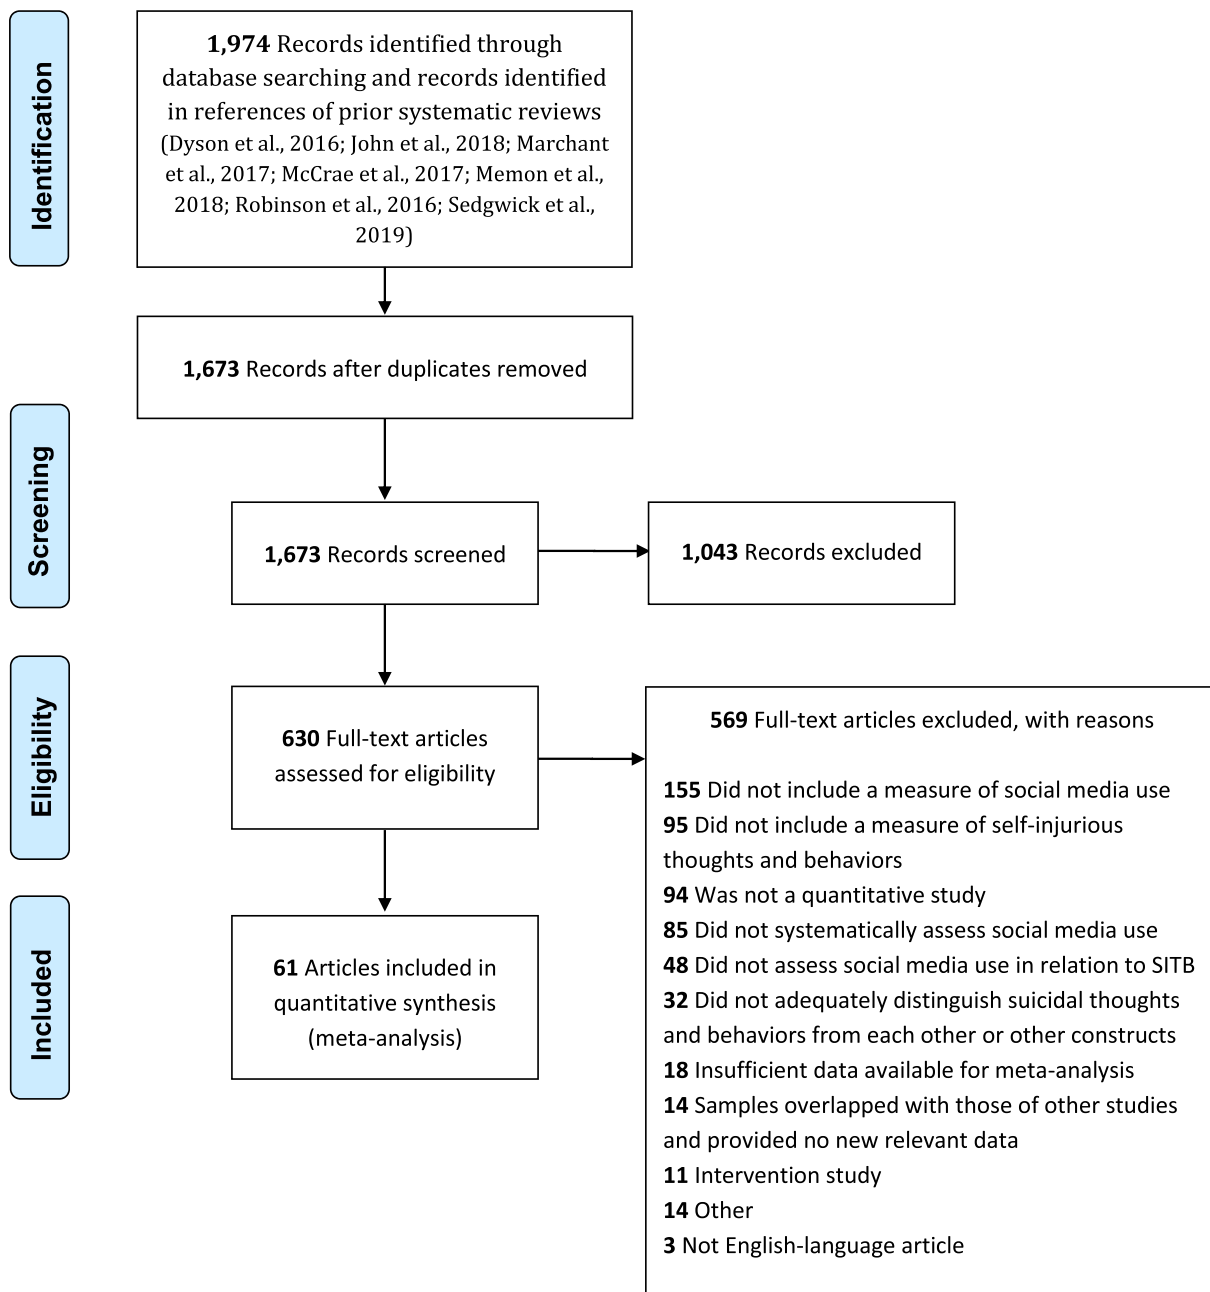 Identification
1,974 Records identified through
database searching and records identified
in references of prior systematic reviews
(Dyson et al., 2016; John et al., 2018; Marchant
et al., 2017; McCrae et al., 2017; Memon et al.,
2018; Robinson et al., 2016; Sedgwick et al.,
2019)
1,673 Records after duplicates removed
Screening
1,673 Records screened
1,043 Records excluded
Eligibility
630 Full-text articles
assessed for eligibility
569 Full-text articles excluded, with reasons
155 Did not include a measure of social media use
95 Did not include a measure of self-injurious
thoughts and behaviors
94 Was not a quantitative study
85 Did not systematically assess social media use
48 Did not assess social media use in relation to SITB
32 Did not adequately distinguish suicidal thoughts
and behaviors from each other or other constructs
18 Insufficient data available for meta-analysis
14 Samples overlapped with those of other studies
and provided no new relevant data
11 Intervention study
14 Other
3 Not English-language article
Included
61 Articles included in
quantitative synthesis
(meta-analysis)